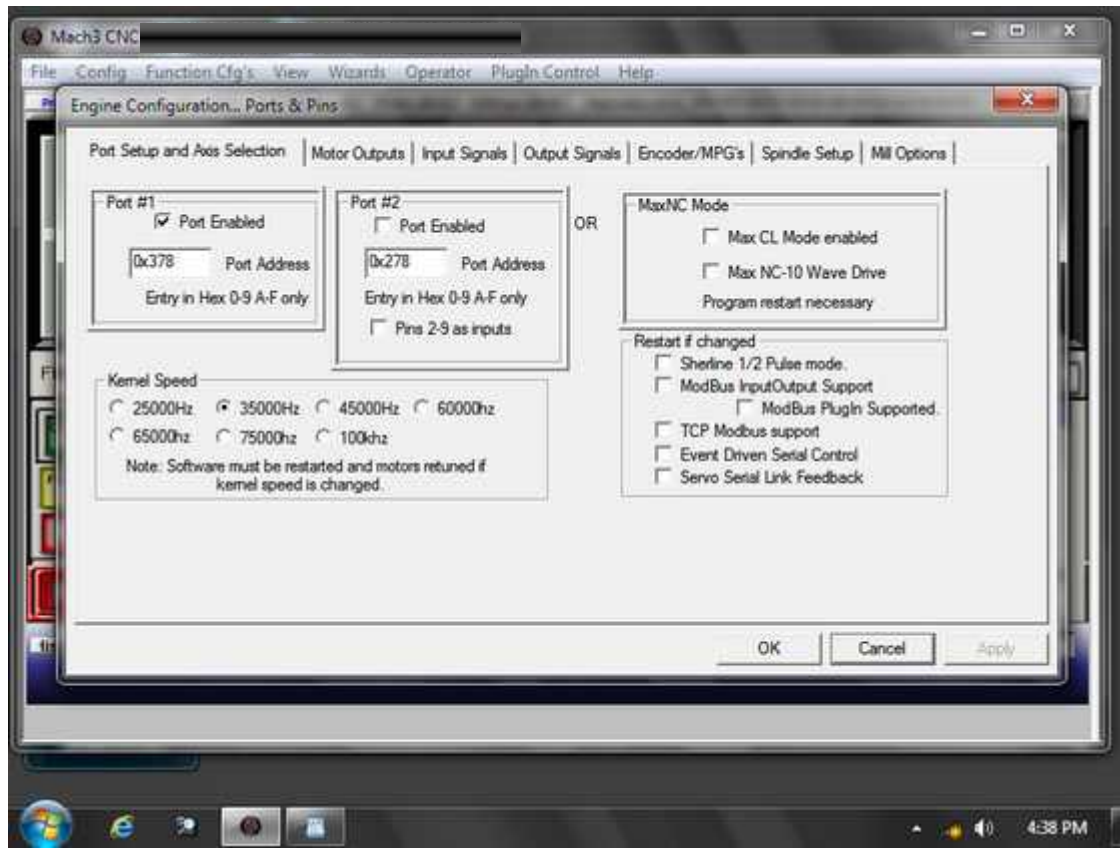 Mach3 CNC
File Config Function Cfg's View Wizards Operator PlugIn Control Help
Engine Configuration... Ports & Pins
Port Setup and Axis Selection Motor Outputs Input Signals Output Signals Encoder/MPG's Spindle Setup Mill Options
Port #1
Port Enabled
0x378 Port Address
Entry in Hex 0-9 A-F only
Port #2
Port Enabled
0x278 Port Address
Entry in Hex 0-9 A-F only
Pins 2-9 as inputs
OR
MaxNC Mode
Max CL Mode enabled
Max NC-10 Wave Drive
Program restart necessary
Kernel Speed
25000Hz 35000Hz 45000Hz 60000hz
65000hz 75000hz 100khz
Note: Software must be restarted and motors retuned if
kernel speed is changed.
Restart if changed
Sherline 1/2 Pulse mode.
ModBus InputOutput Support
ModBus PlugIn Supported.
TCP Modbus support
Event Driven Serial Control
Servo Serial Link Feedback
OK Cancel Apply
4:38 PM